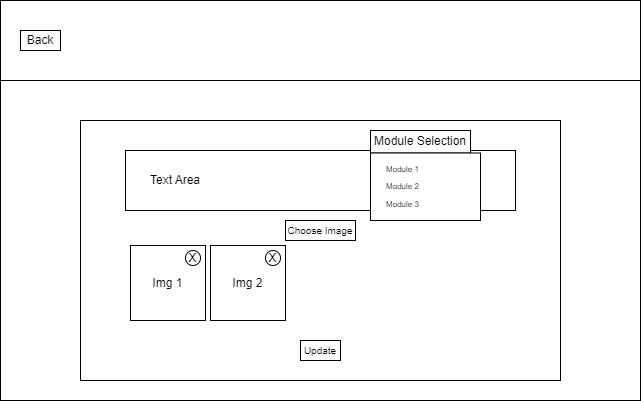 Back
Module Selection
Module 1
Text Area
Module 2
Module 3
Choose Image
X
X
Img 1
Img 2
Update